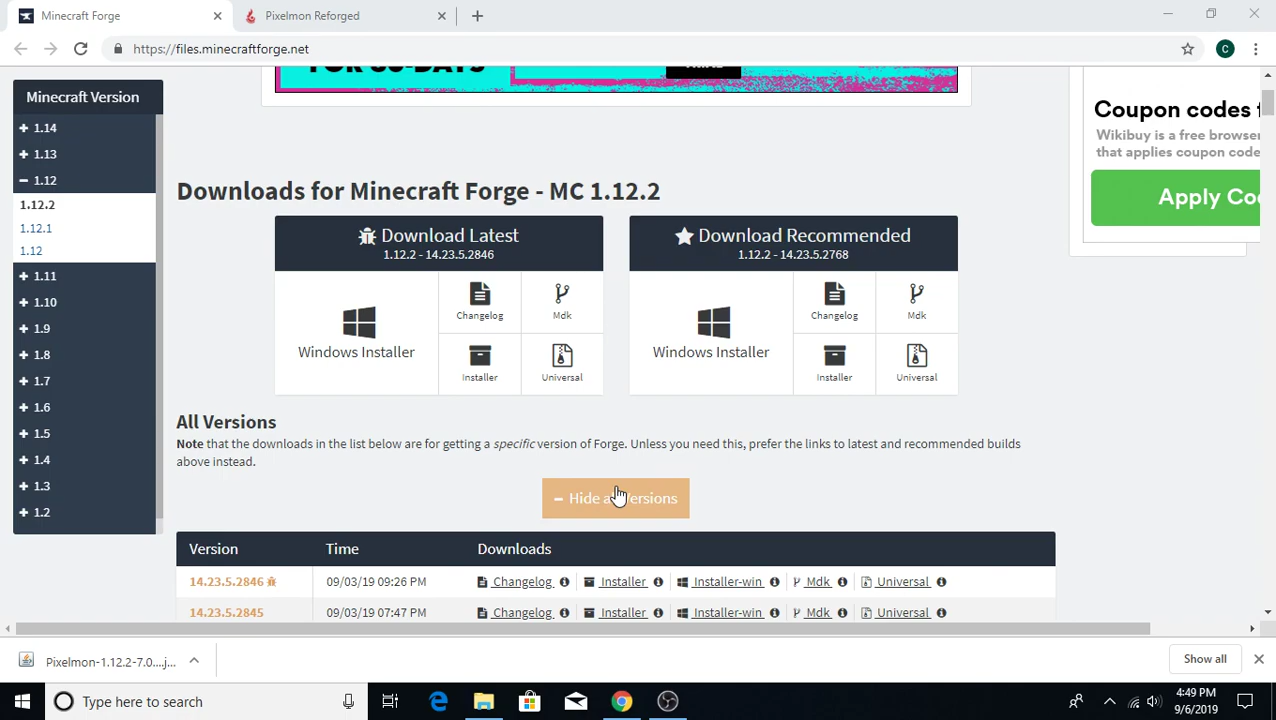 Minecraft Forge
Pixelmon Reforged
https://files.minecraftforge.net
C
Minecraft Version
1.14
1.13
1.12
1.12.2
1.12.1
1.12
1.11
1.10
1.9
1.8
1.7
1.6
1.5
1.4
1.3
1.2
Coupon codes
Wikibuy is a free browser
that applies coupon code
Apply Co
Downloads for Minecraft Forge - MC 1.12.2
Download Latest
1.12.2 - 14.23.5.2846
Windows Installer
Changelog
Mdk
Installer
Universal
Download Recommended
1.12.2 - 14.23.5.2768
Windows Installer
Changelog
Mdk
Installer
Universal
All Versions
Note that the downloads in the list below are for getting a specific version of Forge. Unless you need this, prefer the links to latest and recommended builds
above instead.
Hide all Versions
Version Time Downloads
14.23.5.2846 09/03/19 09:26 PM Changelog Installer Installer-win Mdk Universal
14.23.5.2845 09/03/19 07:47 PM Changelog Installer Installer-win Mdk Universal
Pixelmon-1.12.2-7.0....j...
Show all
Type here to search
4:49 PM
9/6/2019